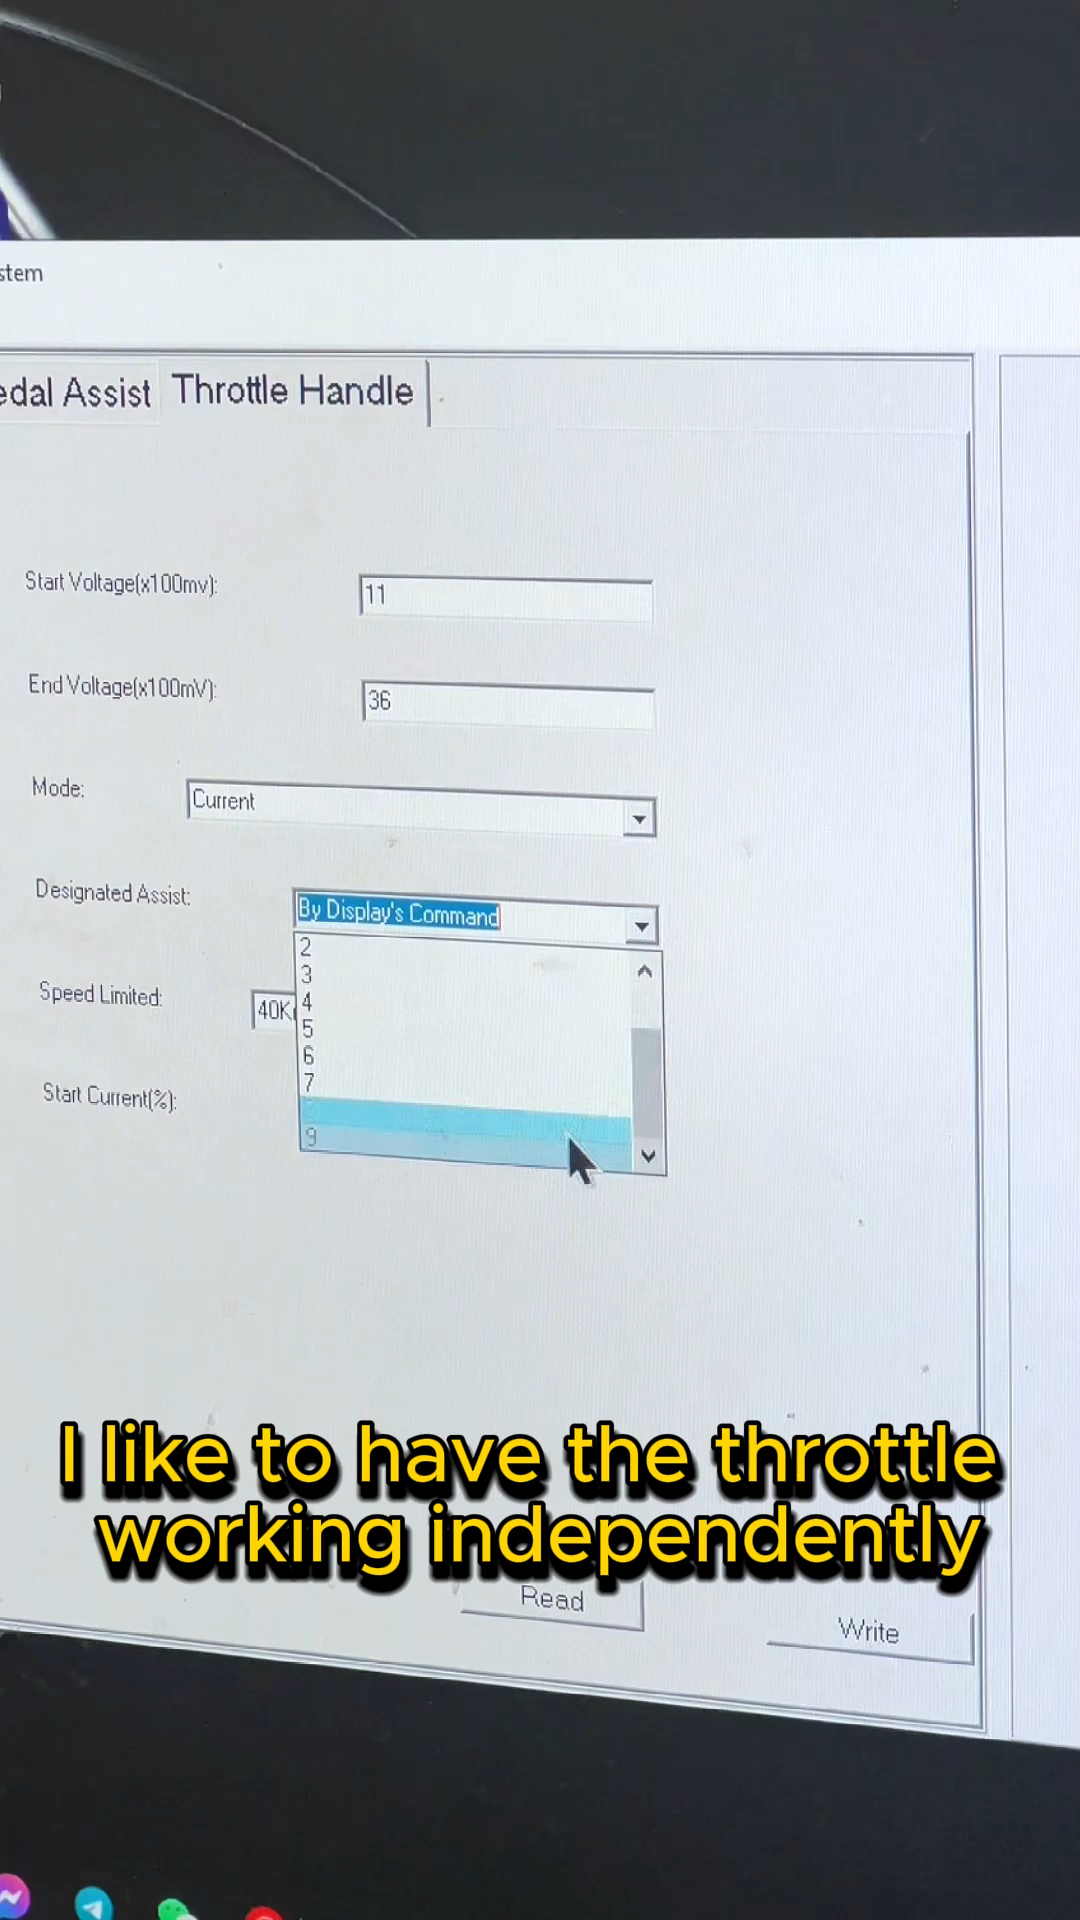 stem
edal Assist
Throttle Handle
Start Voltage(x100mv):
11
End Voltage(x100mV):
36
Mode:
Current
Designated Assist:
By Display's Command
2
3
4
5
6
7
9
Speed Limited:
40K
Start Current(%):
I like to have the throttle
working independently
Read
Write